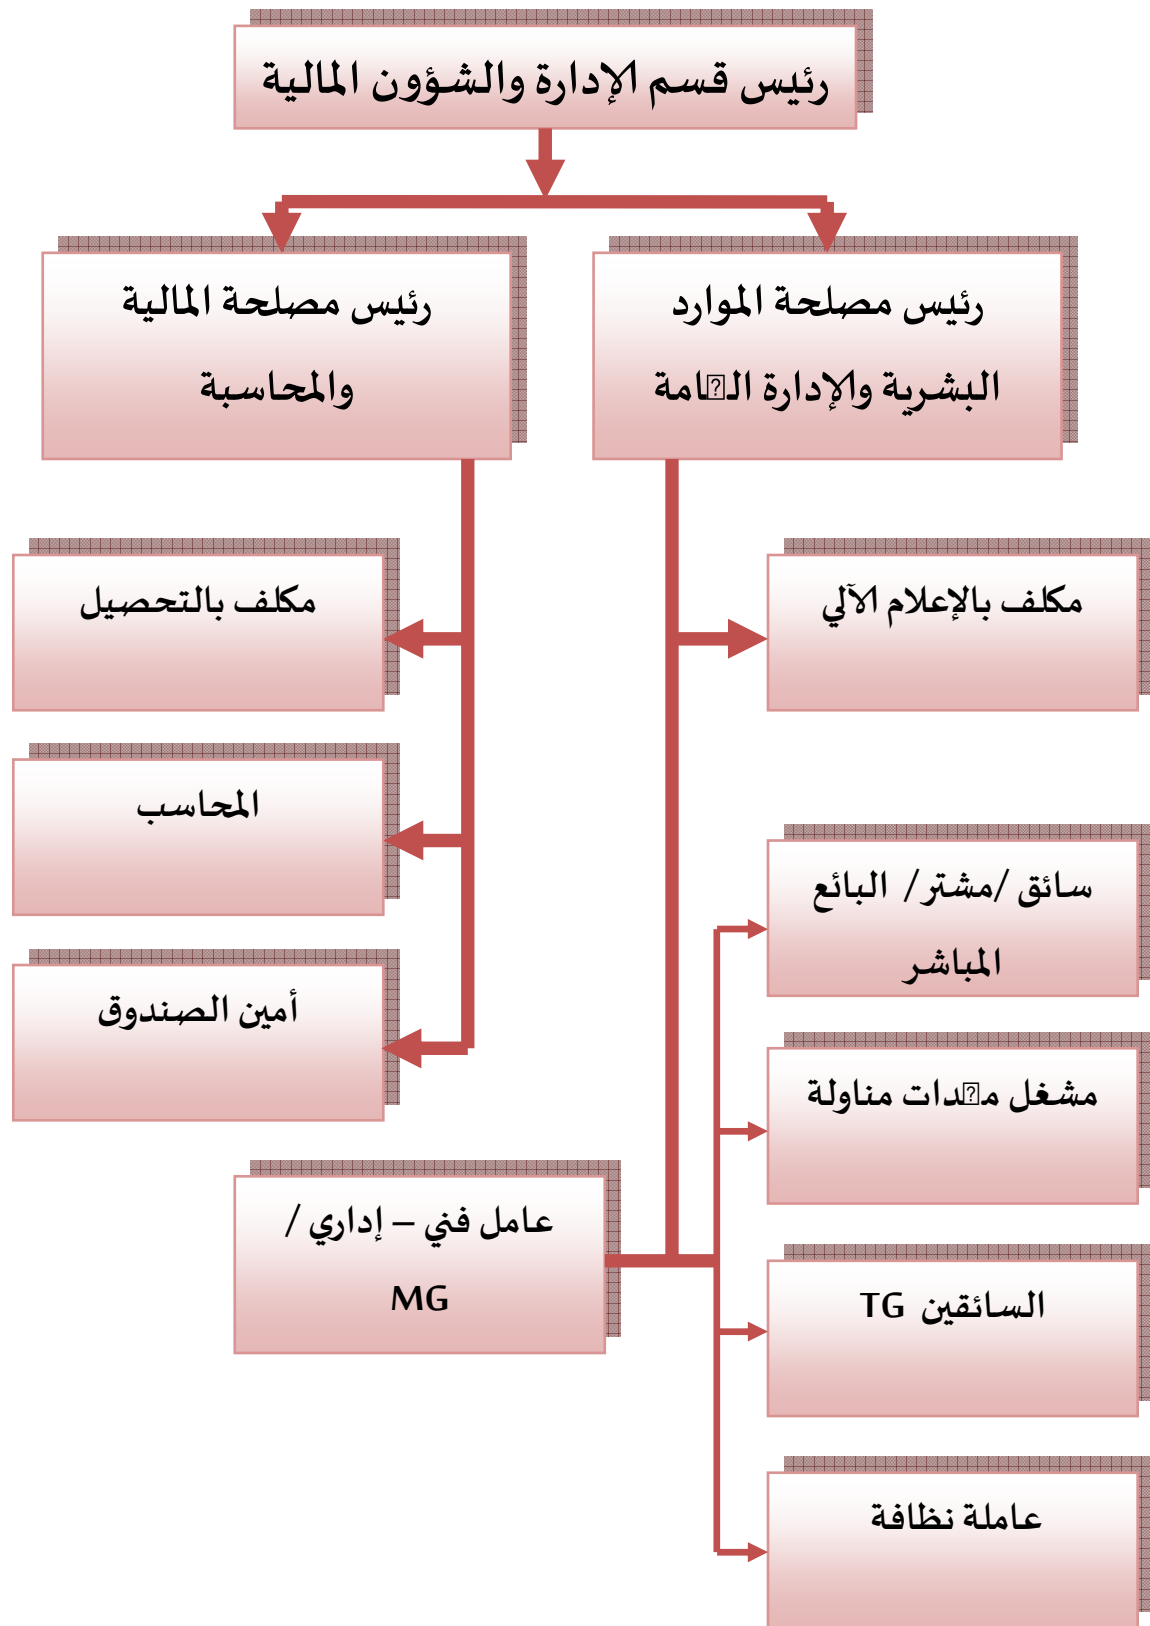 رئيس قسم الإدارة والشؤون المالية
رئيس مصلحة الموارد
البشرية والإدارة ال�امة
رئيس مصلحة المالية
والمحاسبة
مكلف بالإعلام الآلي
مكلف بالتحصيل
المحاسب
سائق /مشتر/ البائع
المباشر
أمين الصندوق
مشغل م�دات مناولة
عامل فني – إداري /
MG
السائقين TG
عاملة نظافة